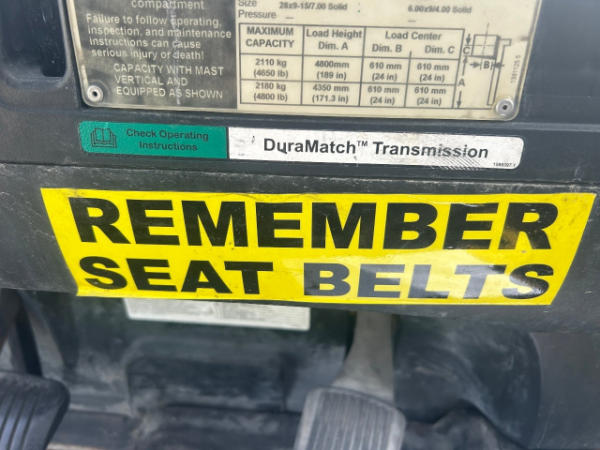 compartment
Failure to follow operating,
inspection, and maintenance
instructions can cause
serious injury or death!
CAPACITY WITH MAST
VERTICAL AND
EQUIPPED AS SHOWN
Size 28x9-15/7.00 Solid 6.00x9/4.00 Solid
Pressure — —
MAXIMUM CAPACITY Load Height Dim. A Load Center Dim. B Dim. C
2110 kg (4650 lb) 4800mm (189 in) 610 mm (24 in) 610 mm (24 in)
2180 kg (4800 lb) 4350 mm (171.3 in) 610 mm (24 in) 610 mm (24 in)
C
B
A
Check Operating
Instructions
DuraMatch™ Transmission
REMEMBER
SEAT BELTS